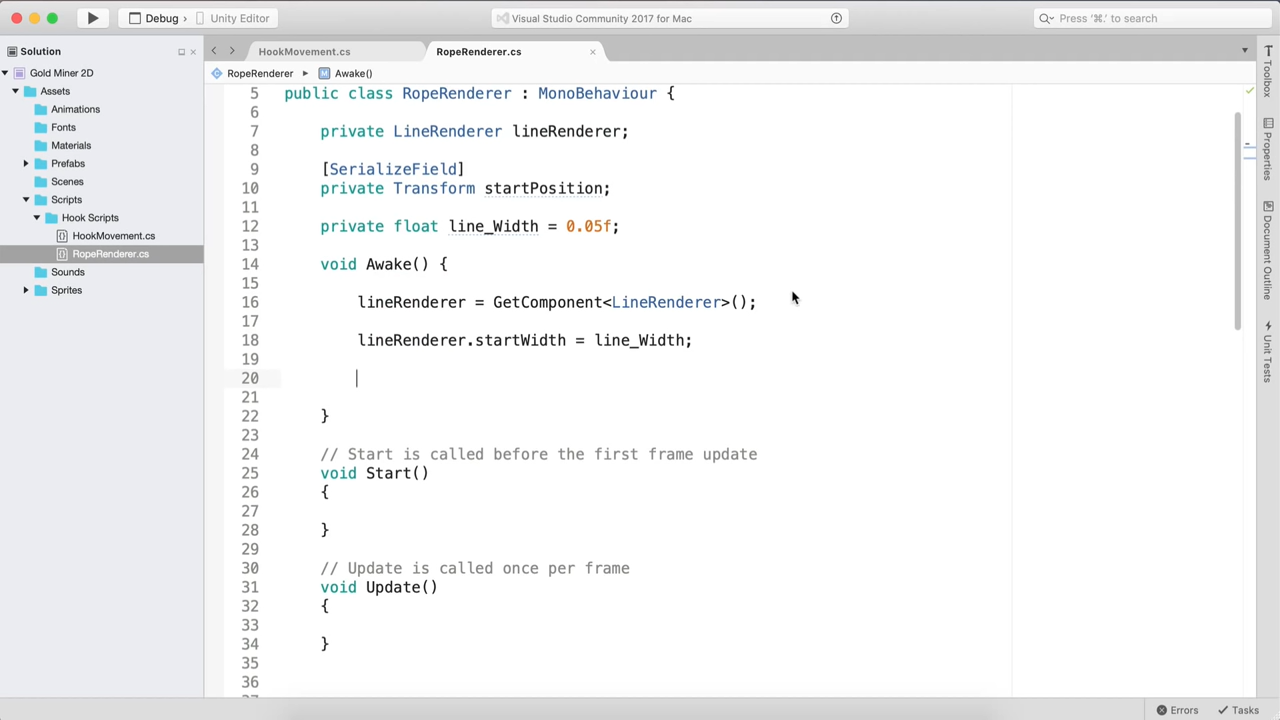 Debug › Unity Editor
Visual Studio Community 2017 for Mac
Press '⌘.' to search
Solution
HookMovement.cs
RopeRenderer.cs
RopeRenderer ▸ M Awake()
Gold Miner 2D
Assets
Animations
Fonts
Materials
Prefabs
Scenes
Scripts
Hook Scripts
HookMovement.cs
RopeRenderer.cs
Sounds
Sprites
5 public class RopeRenderer : MonoBehaviour {
6
7 private LineRenderer lineRenderer;
8
9 [SerializeField]
10 private Transform startPosition;
11
12 private float line_Width = 0.05f;
13
14 void Awake() {
15
16 lineRenderer = GetComponent<LineRenderer>();
17
18 lineRenderer.startWidth = line_Width;
19
20
21
22 }
23
24 // Start is called before the first frame update
25 void Start()
26 {
27
28 }
29
30 // Update is called once per frame
31 void Update()
32 {
33
34 }
35
36
Toolbox
Properties
Document Outline
Unit Tests
Errors
Tasks